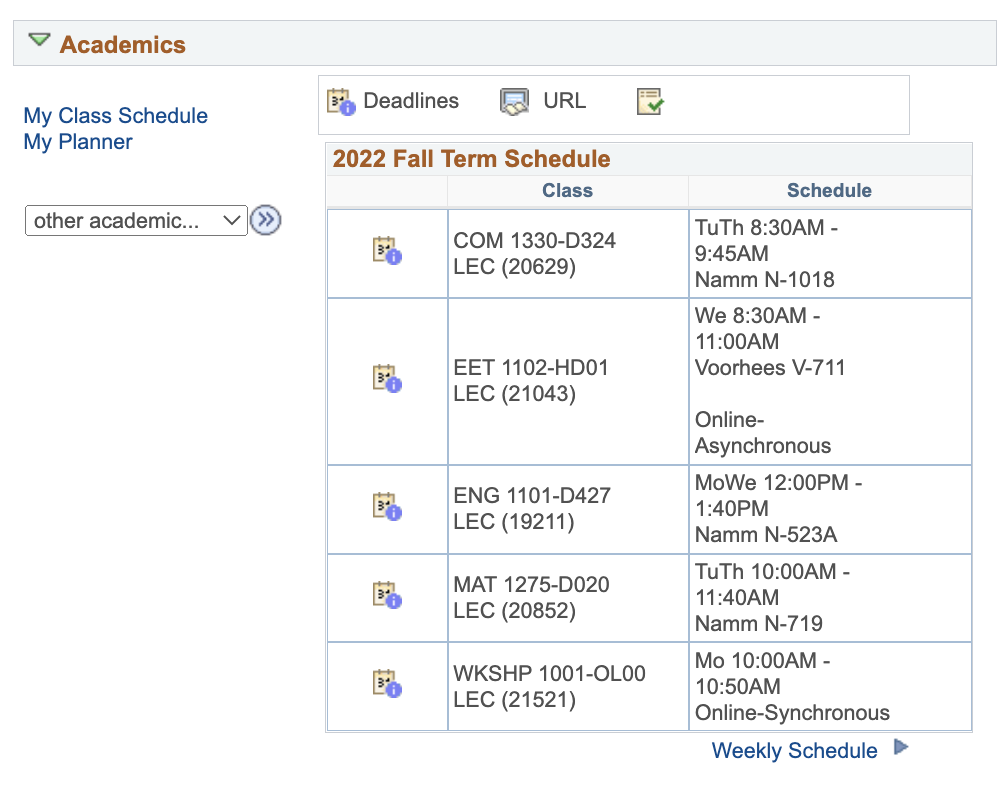 Academics
My Class Schedule
My Planner
other academic...
Deadlines
URL
2022 Fall Term Schedule
Class
Schedule
COM 1330-D324
LEC (20629)
TuTh 8:30AM -
9:45AM
Namm N-1018
EET 1102-HD01
LEC (21043)
We 8:30AM -
11:00AM
Voorhees V-711
Online-
Asynchronous
ENG 1101-D427
LEC (19211)
MoWe 12:00PM -
1:40PM
Namm N-523A
MAT 1275-D020
LEC (20852)
TuTh 10:00AM -
11:40AM
Namm N-719
WKSHP 1001-OL00
LEC (21521)
Mo 10:00AM -
10:50AM
Online-Synchronous
Weekly Schedule